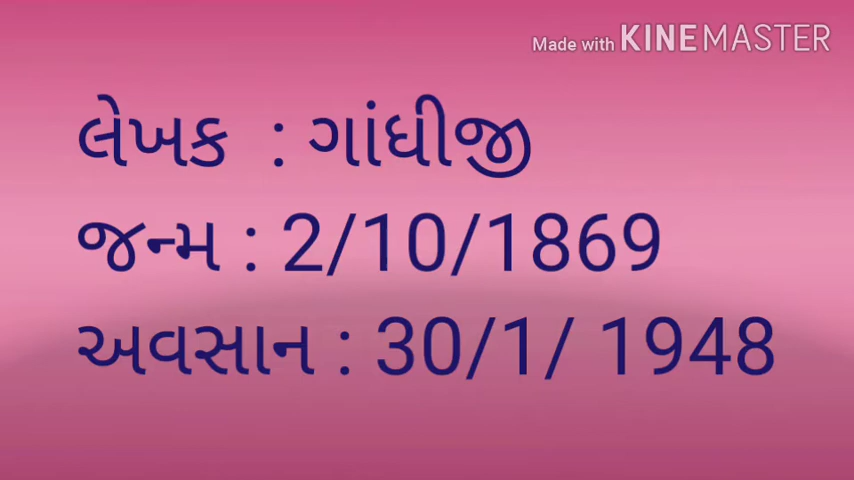 Made with KINEMASTER
લેખક : ગાંધીજી
જન્મ : 2/10/1869
અવસાન : 30/1/ 1948